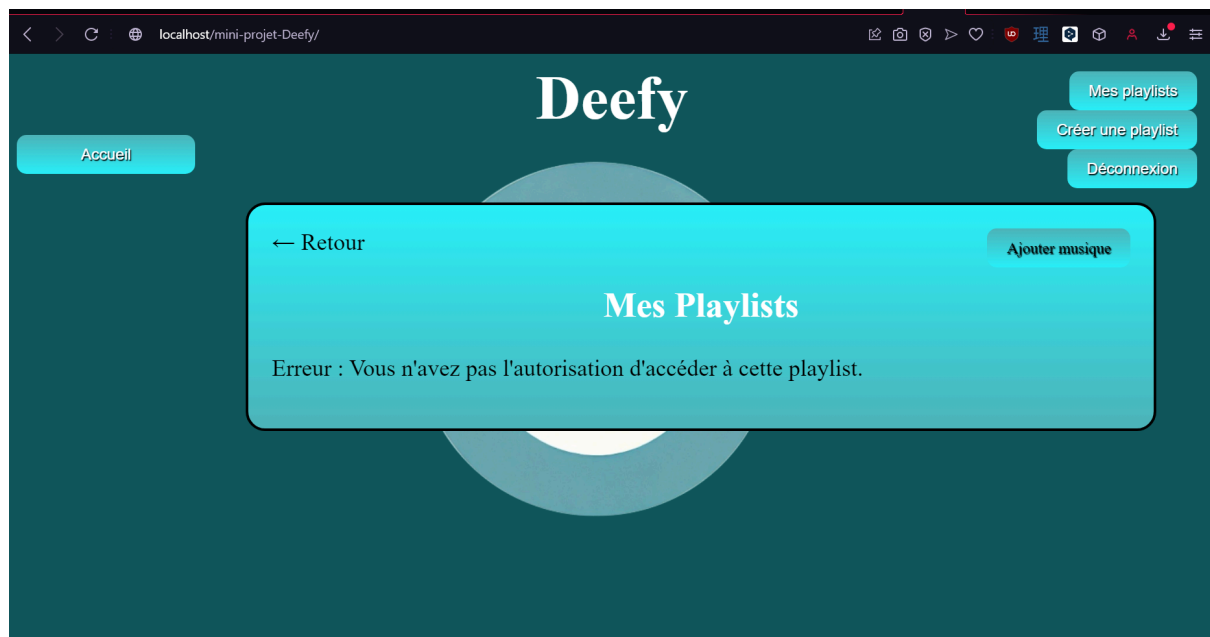 localhost/mini-projet-Deefy/
理
Deefy
Mes playlists
Créer une playlist
Déconnexion
Accueil
← Retour
Ajouter musique
Mes Playlists
Erreur : Vous n'avez pas l'autorisation d'accéder à cette playlist.